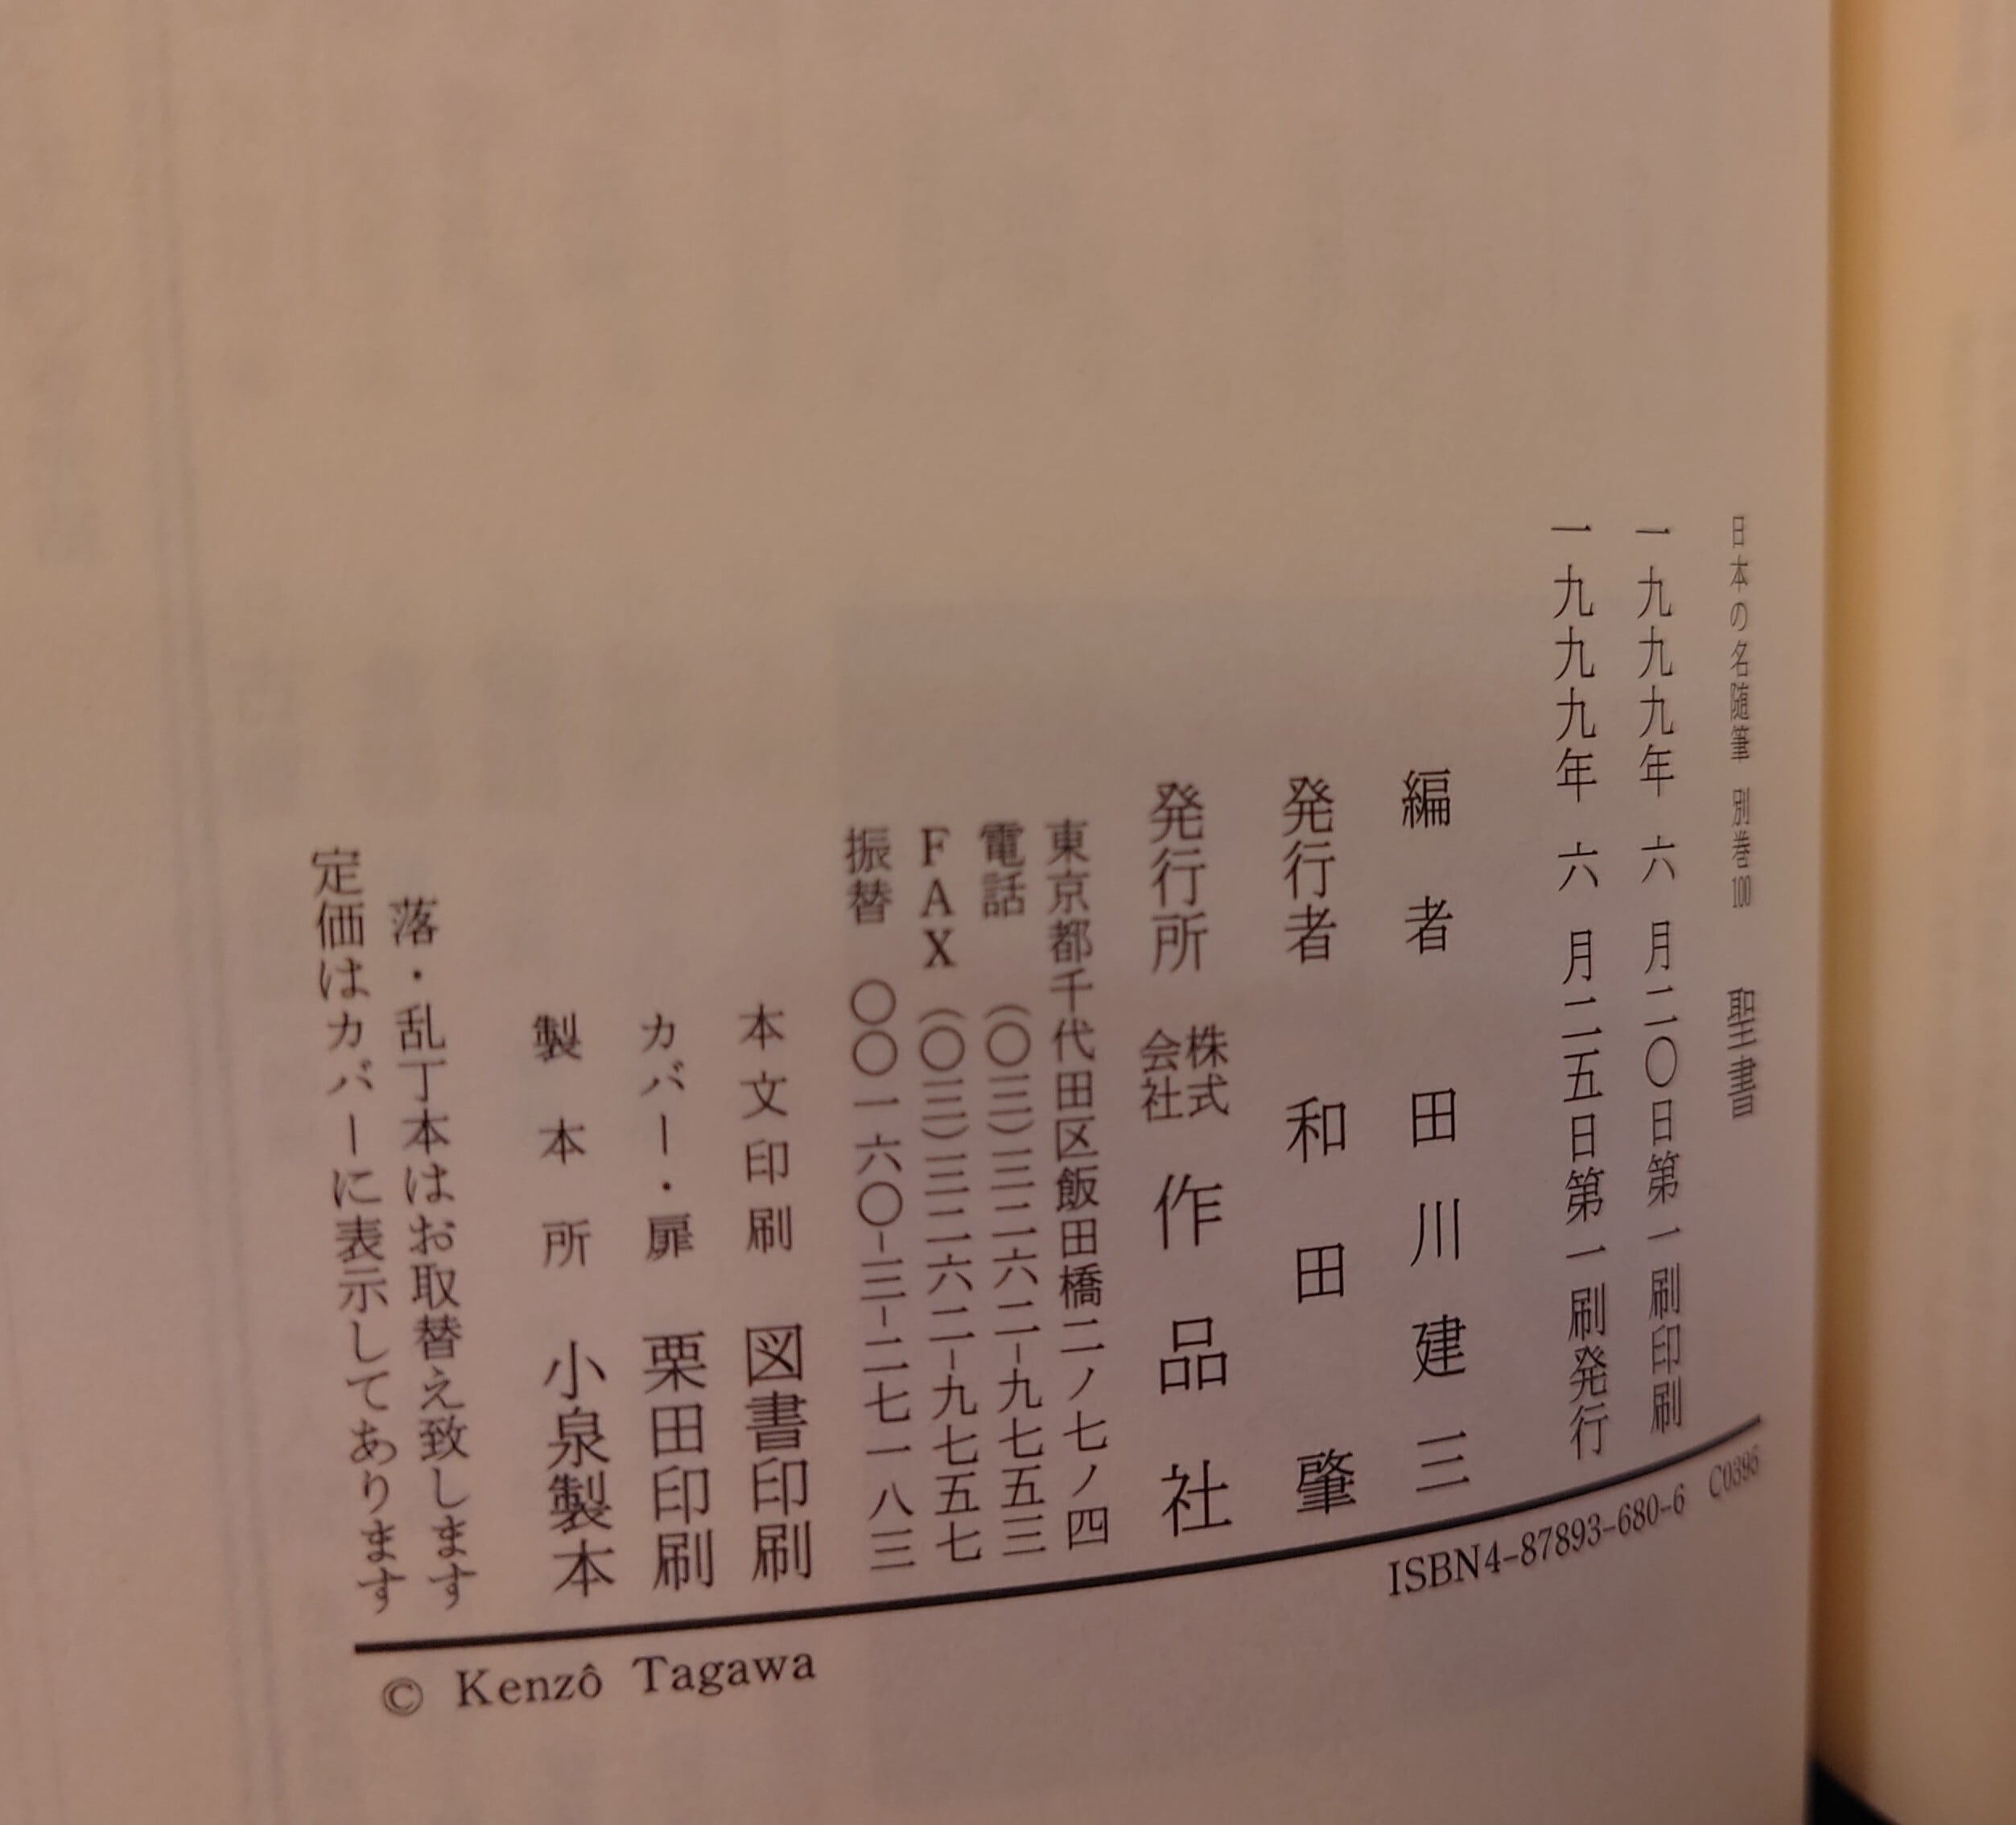 日本の名随筆 別巻100 聖書
一九九九年 六 月二〇日第一刷印刷
一九九九年 六 月二五日第一刷発行
編者 田川建三
発行者 和田肇
発行所 株式会社 作品社
東京都千代田区飯田橋二ノ七ノ四
電話 (〇三)三二六二-九七五三
FAX (〇三)三二六二-九七五七
振替 〇〇一六〇-三-二七一八三
本文印刷 図書印刷
カバー・扉 栗田印刷
製本所 小泉製本
落・乱丁本はお取替え致します
定価はカバーに表示してあります
ISBN4-87893-680-6 C0395
© Kenzô Tagawa